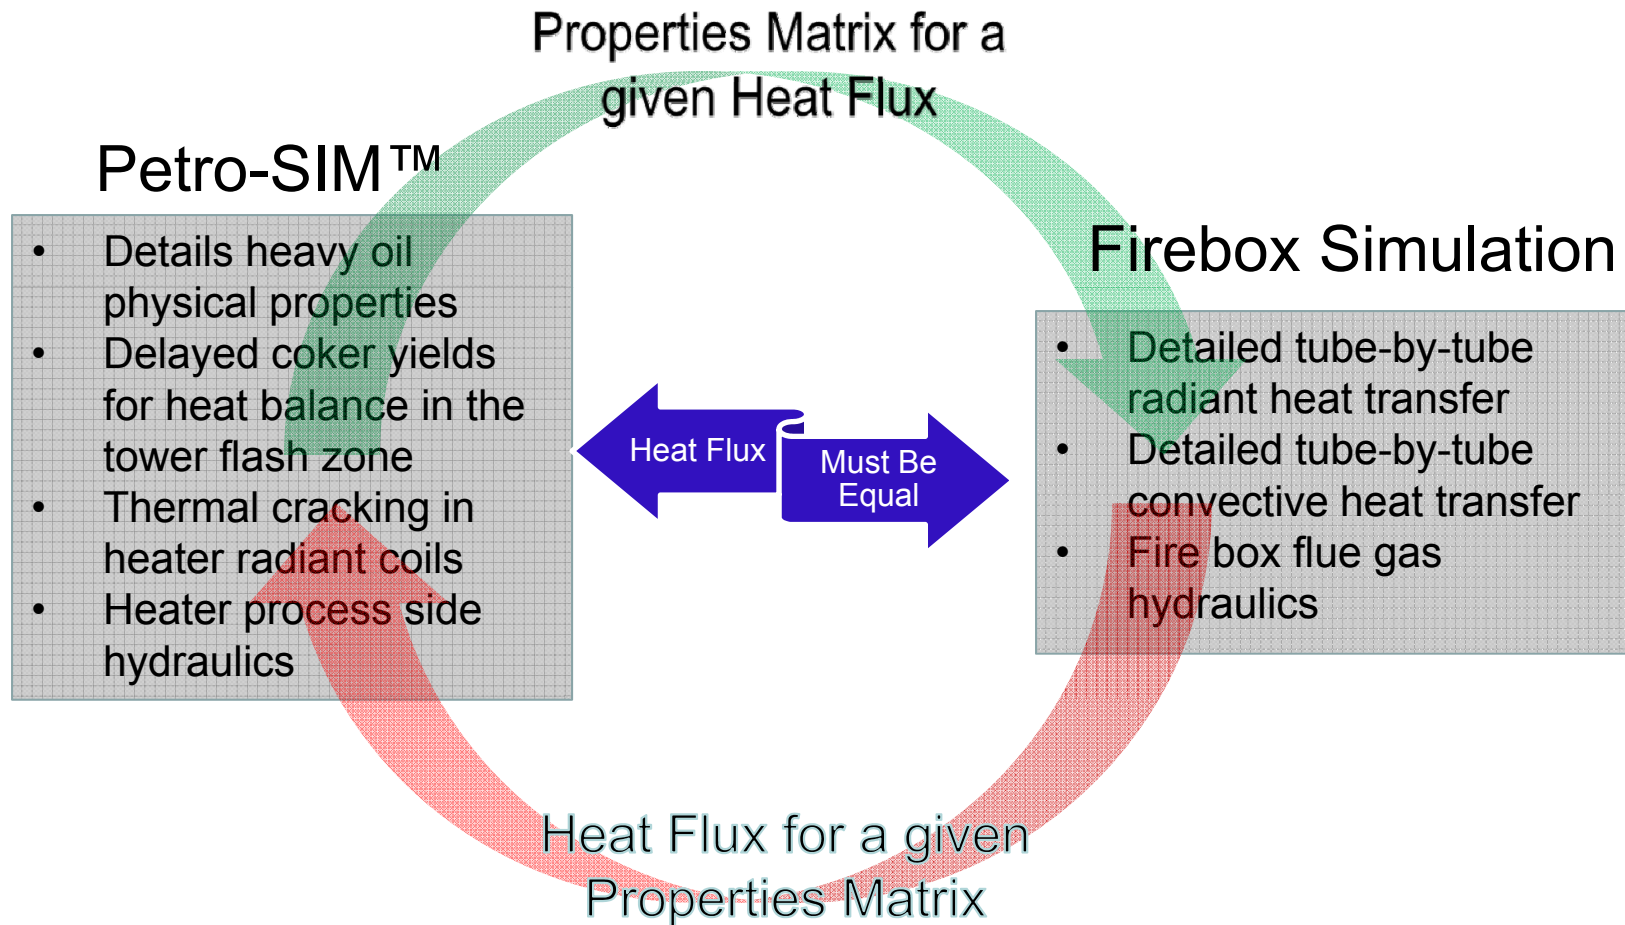 Properties Matrix for a
given Heat Flux
Petro-SIM™
• Details heavy oil
physical properties
• Delayed coker yields
for heat balance in the
tower flash zone
• Thermal cracking in
heater radiant coils
• Heater process side
hydraulics
Heat Flux
Must Be
Equal
Firebox Simulation
• Detailed tube-by-tube
radiant heat transfer
• Detailed tube-by-tube
convective heat transfer
• Fire box flue gas
hydraulics
Heat Flux for a given
Properties Matrix